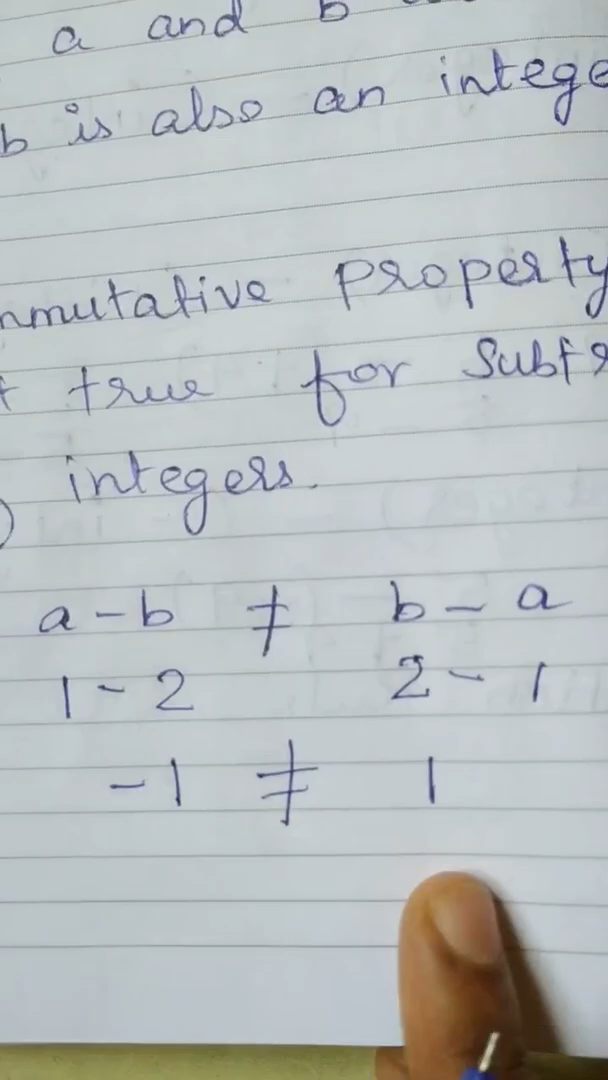 a and b
b is also an intege
mmutative property
t true for Subtr
) integers.
a - b ≠ b - a
1 - 2 2 - 1
-1 ≠ 1